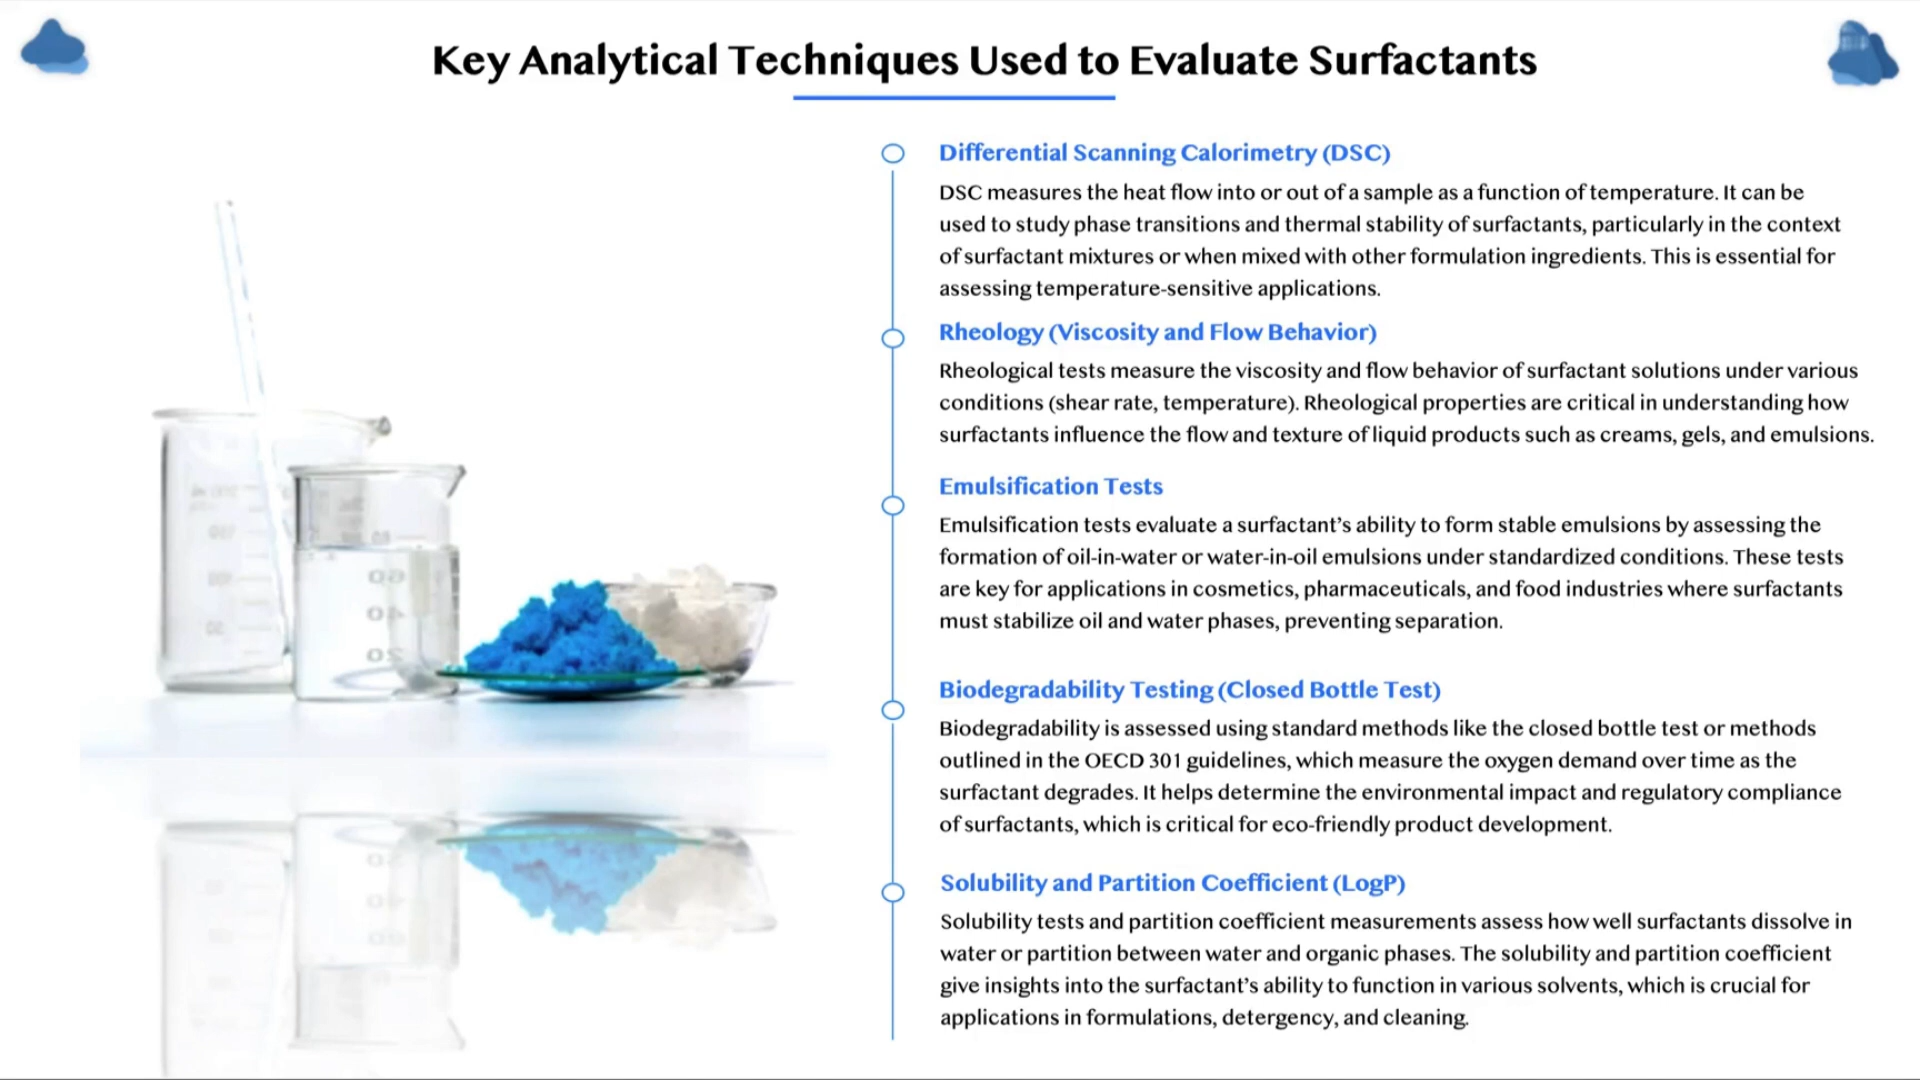 Key Analytical Techniques Used to Evaluate Surfactants
Differential Scanning Calorimetry (DSC)
DSC measures the heat flow into or out of a sample as a function of temperature. It can be
used to study phase transitions and thermal stability of surfactants, particularly in the context
of surfactant mixtures or when mixed with other formulation ingredients. This is essential for
assessing temperature-sensitive applications.
Rheology (Viscosity and Flow Behavior)
Rheological tests measure the viscosity and flow behavior of surfactant solutions under various
conditions (shear rate, temperature). Rheological properties are critical in understanding how
surfactants influence the flow and texture of liquid products such as creams, gels, and emulsions.
Emulsification Tests
Emulsification tests evaluate a surfactant's ability to form stable emulsions by assessing the
formation of oil-in-water or water-in-oil emulsions under standardized conditions. These tests
are key for applications in cosmetics, pharmaceuticals, and food industries where surfactants
must stabilize oil and water phases, preventing separation.
Biodegradability Testing (Closed Bottle Test)
Biodegradability is assessed using standard methods like the closed bottle test or methods
outlined in the OECD 301 guidelines, which measure the oxygen demand over time as the
surfactant degrades. It helps determine the environmental impact and regulatory compliance
of surfactants, which is critical for eco-friendly product development.
Solubility and Partition Coefficient (LogP)
Solubility tests and partition coefficient measurements assess how well surfactants dissolve in
water or partition between water and organic phases. The solubility and partition coefficient
give insights into the surfactant's ability to function in various solvents, which is crucial for
applications in formulations, detergency, and cleaning.